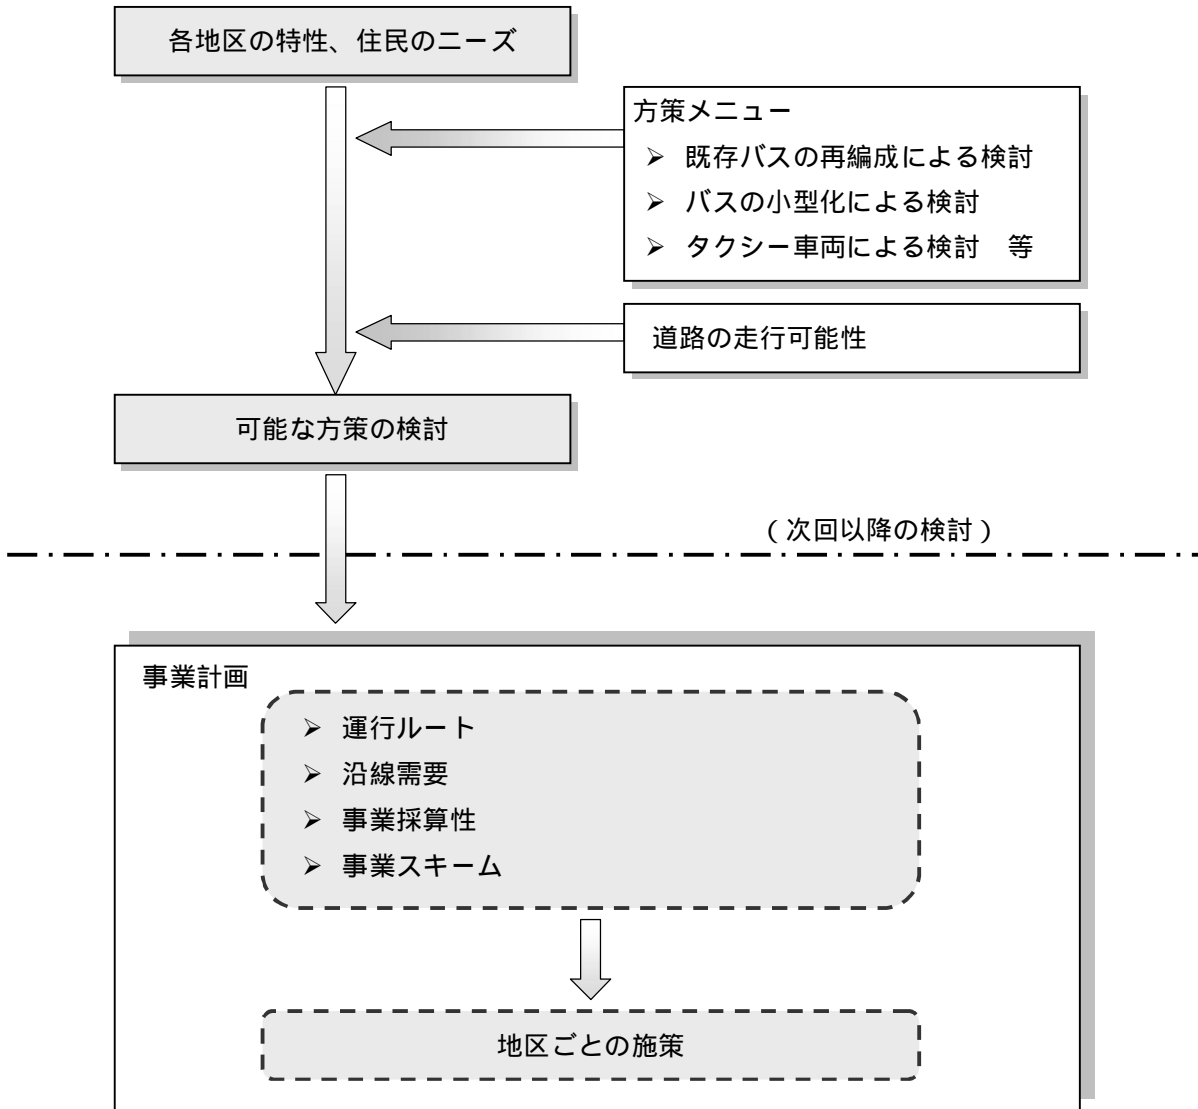 各地区の特性、住民のニーズ
方策メニュー
➢ 既存バスの再編成による検討
➢ バスの小型化による検討
➢ タクシー車両による検討　等
道路の走行可能性
可能な方策の検討
（次回以降の検討）
事業計画
➢ 運行ルート
➢ 沿線需要
➢ 事業採算性
➢ 事業スキーム
地区ごとの施策